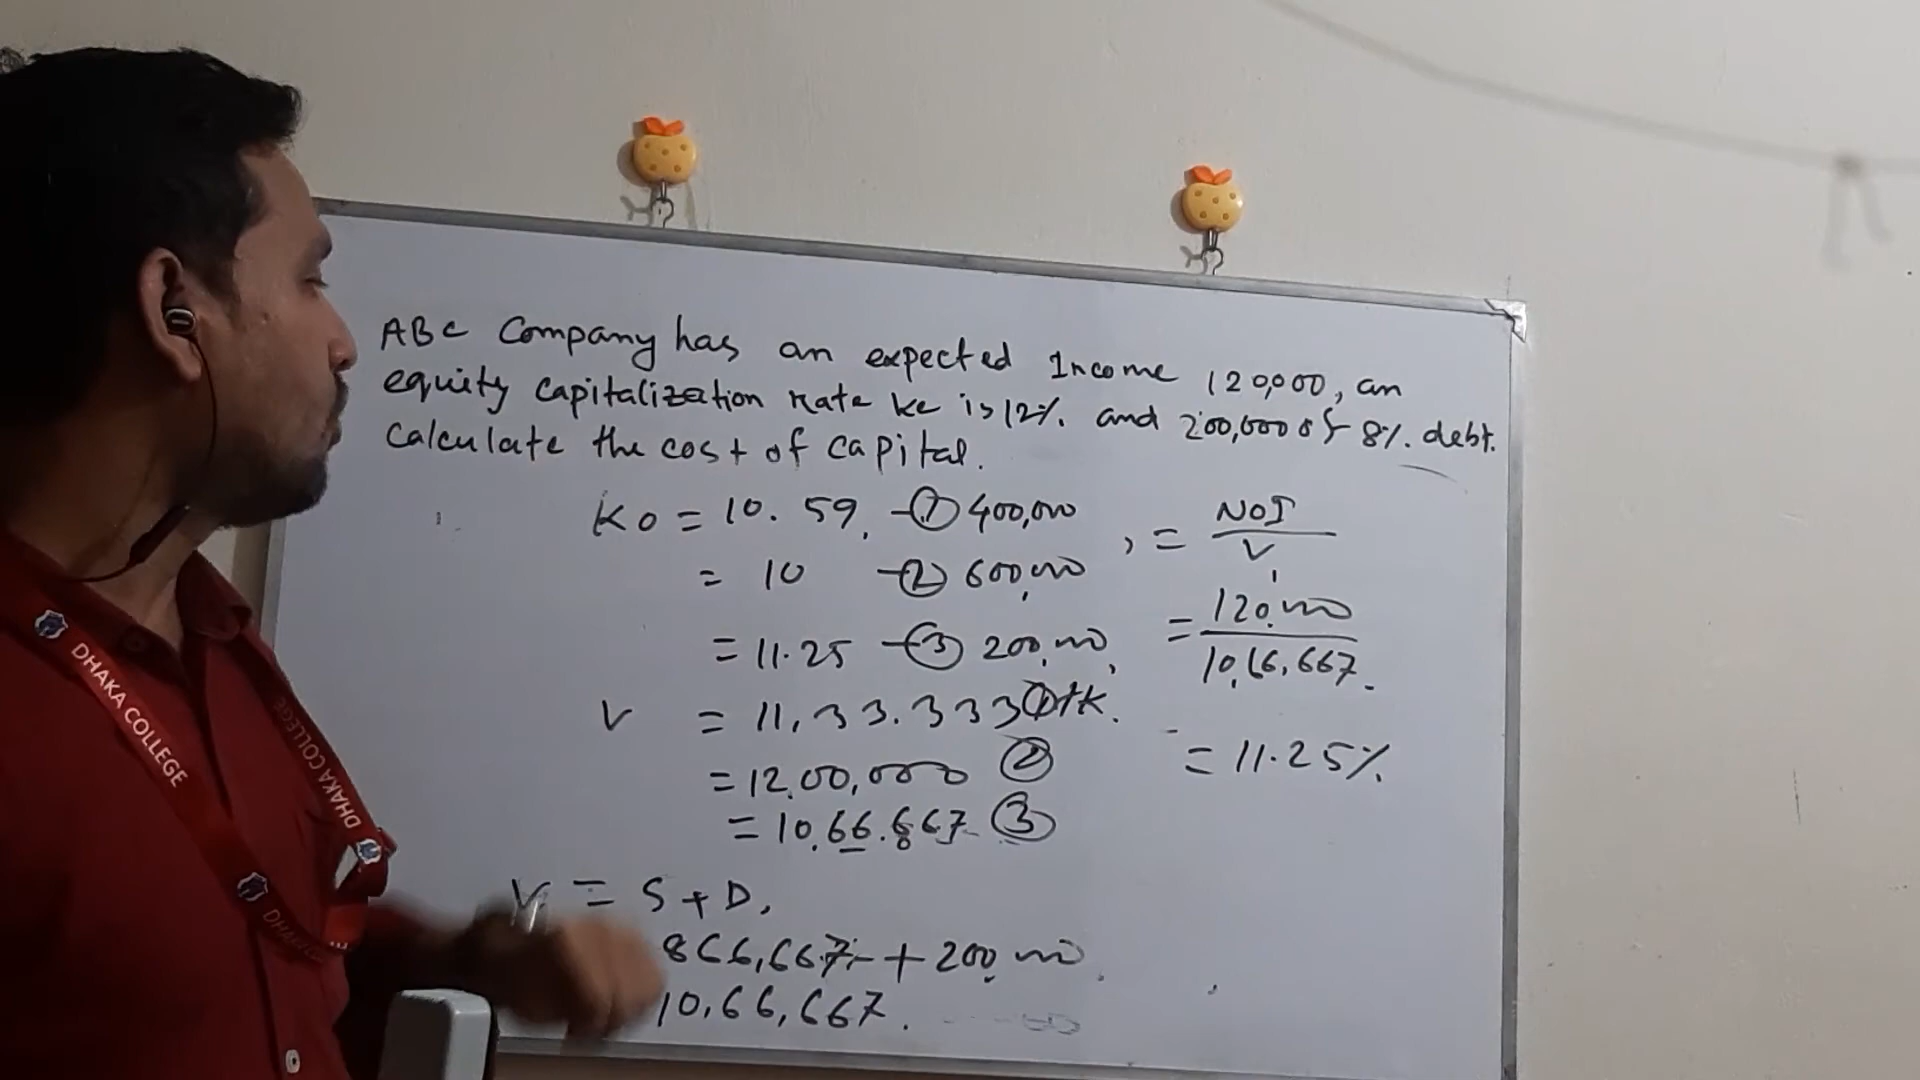 ABC Company has an expected Income 120,000, an
equity capitalization rate ke is 12%. and 200,000 of 8%. debt.
Calculate the cost of capital.
Ko = 10.59, - ① 400,000
= 10 - ② 600,000
= 11.25 - ③ 200,000,
V = 11,33.333 ① tk.
= 12,00,000 ②
= 10,66.667 ③
V = S + D,
866,667 + 200,000
10,66,667.
, = NOI
V
= 120,000
10,16,667.
= 11.25%
DHAKA COLLEGE
DHAKA COLLEGE
DHAKA COLLEGE